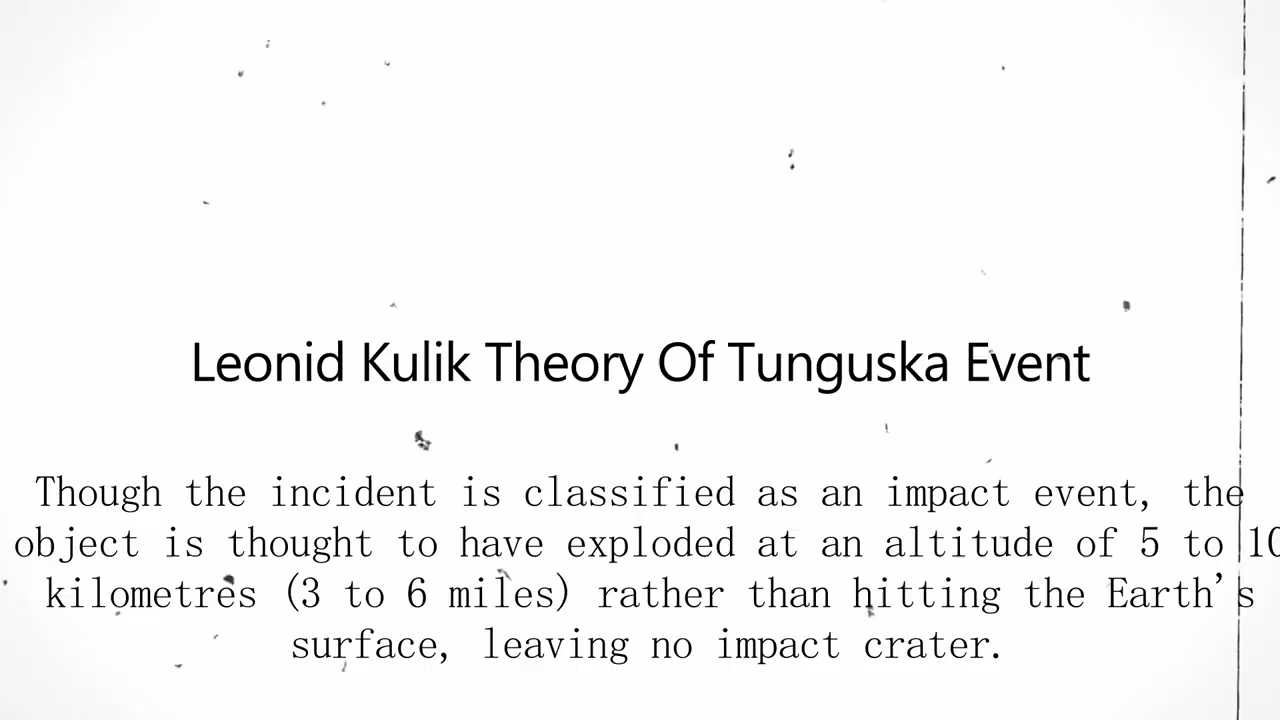 Leonid Kulik Theory Of Tunguska Event
Though the incident is classified as an impact event, the
object is thought to have exploded at an altitude of 5 to 10
kilometres (3 to 6 miles) rather than hitting the Earth's
surface, leaving no impact crater.